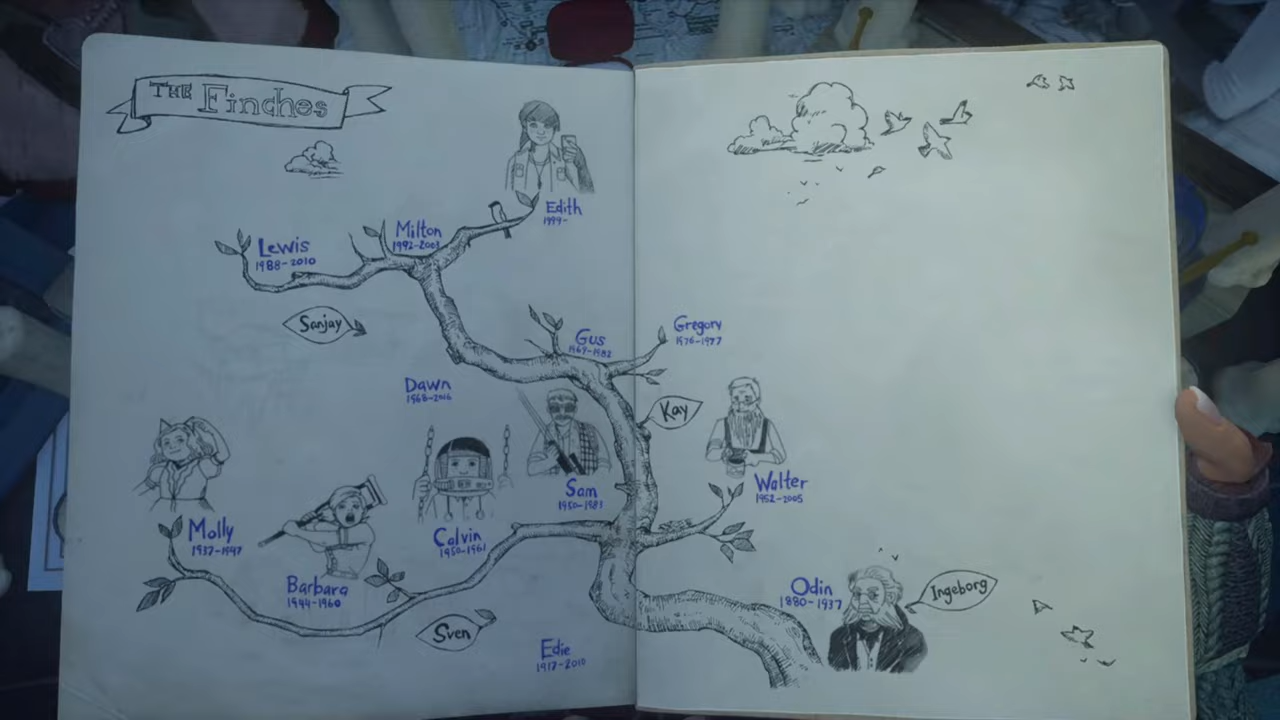 THE Finches
Edith
1999-
Milton
1992-2003
Lewis
1988-2010
Sanjay
Gus
1969-1982
Gregory
1976-1977
Dawn
1968-2016
Kay
Sam
1950-1983
Walter
1952-2005
Molly
1937-1947
Barbara
1944-1960
Calvin
1950-1961
Sven
Edie
1917-2010
Odin
1880-1937
Ingeborg